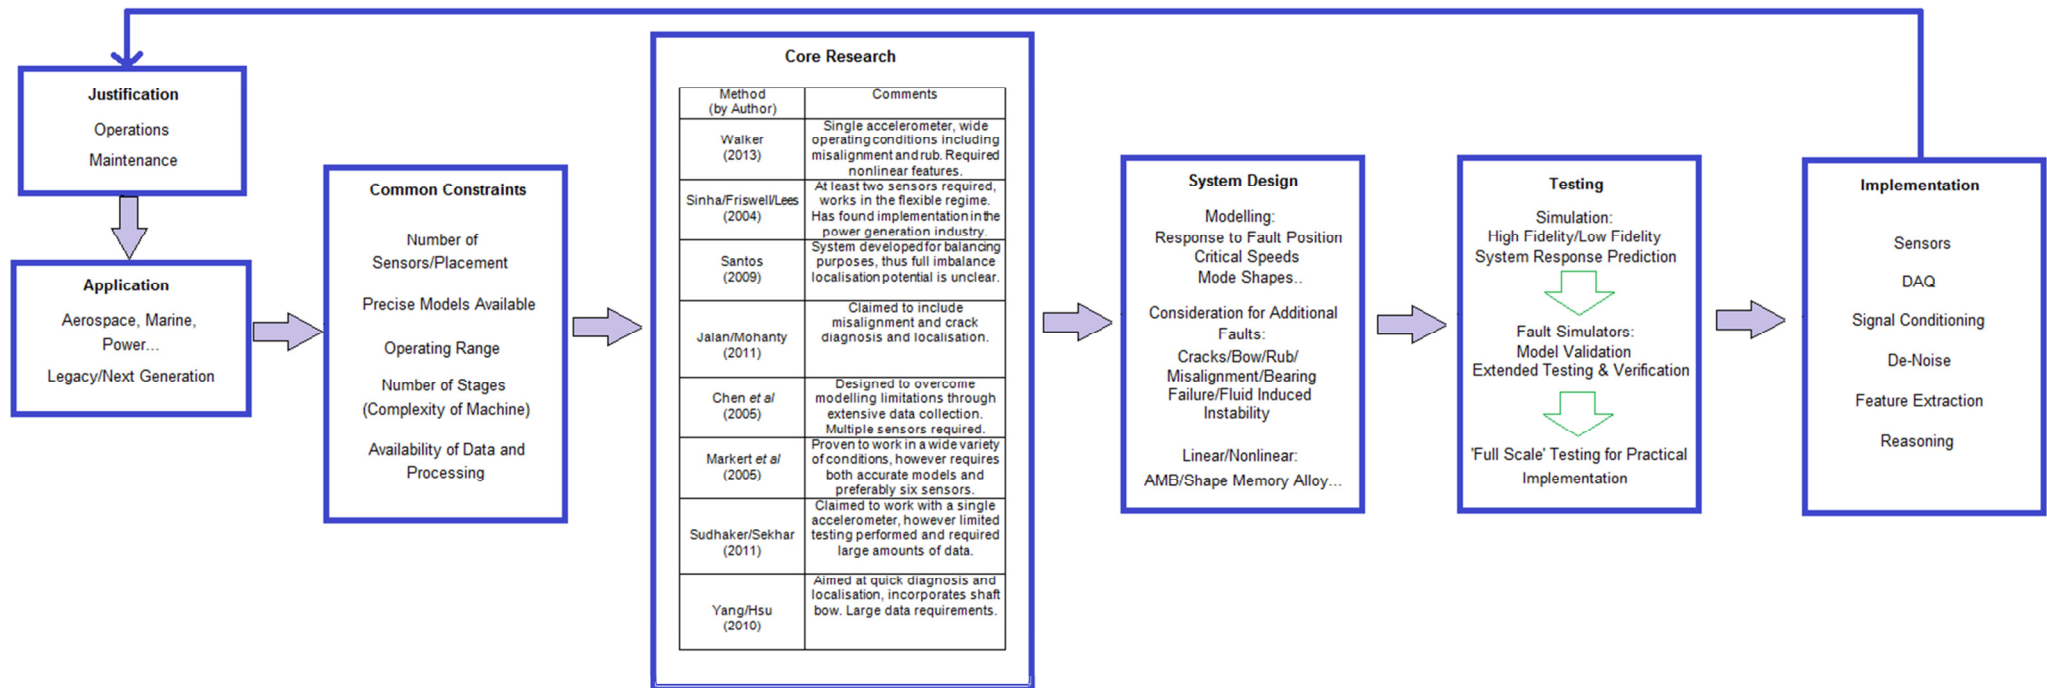 Justification
Operations
Maintenance
Application
Aerospace, Marine,
Power...
Legacy/Next Generation
Common Constraints
Number of
Sensors/Placement
Precise Models Available
Operating Range
Number of Stages
(Complexity of Machine)
Availability of Data and
Processing
Core Research
Method
(by Author)
Comments
Walker
(2013)
Single accelerometer, wide
operating conditions including
misalignment and rub. Required
nonlinear features.
Sinha/Friswell/Lees
(2004)
At least two sensors required,
works in the flexible regime.
Has found implementation in the
power generation industry.
Santos
(2009)
System developed for balancing
purposes, thus full imbalance
localisation potential is unclear.
Jalan/Mohanty
(2011)
Claimed to include
misalignment and crack
diagnosis and localisation.
Chen et al
(2005)
Designed to overcome
modelling limitations through
extensive data collection.
Multiple sensors required.
Markert et al
(2005)
Proven to work in a wide variety
of conditions, however requires
both accurate models and
preferably six sensors.
Sudhaker/Sekhar
(2011)
Claimed to work with a single
accelerometer, however limited
testing performed and required
large amounts of data.
Yang/Hsu
(2010)
Aimed at quick diagnosis and
localisation, incorporates shaft
bow. Large data requirements.
System Design
Modelling:
Response to Fault Position
Critical Speeds
Mode Shapes..
Consideration for Additional
Faults:
Cracks/Bow/Rub/
Misalignment/Bearing
Failure/Fluid Induced
Instability
Linear/Nonlinear:
AMB/Shape Memory Alloy...
Testing
Simulation:
High Fidelity/Low Fidelity
System Response Prediction
Fault Simulators:
Model Validation
Extended Testing & Verification
'Full Scale' Testing for Practical
Implementation
Implementation
Sensors
DAQ
Signal Conditioning
De-Noise
Feature Extraction
Reasoning